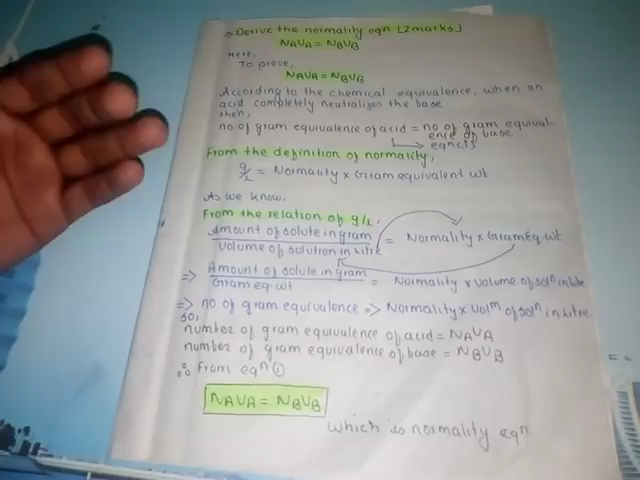 ⇒ Derive the normality eqn [2marks]
NAVA = NBVB
Here,
To prove,
NAVA = NBVB
According to the chemical equivalence, when an
acid completely neutralizes the base.
then,
no of gram equivalence of acid = no of gram equival-
ence of base.
→ eqn(1)
From the definition of normality,
g/L = Normality x Gram equivalent wt
As we know,
From the relation of g/L,
Amount of solute in gram / Volume of solution in litre = Normality x Gram Eq. wt
=> Amount of solute in gram / Gram eq. wt = Normality x volume of solⁿ in litre
=> no of gram equivalence => Normality x volᵐ of solⁿ in litre
so,
number of gram equivalence of acid = NAVA
number of gram equivalence of base = NBVB
∴ From eqn ①
NAVA = NBVB
which is normality eqn